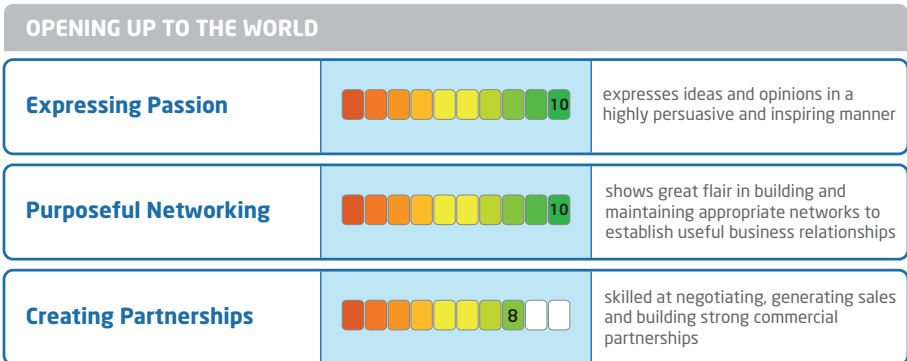 OPENING UP TO THE WORLD
Expressing Passion
10
expresses ideas and opinions in a
highly persuasive and inspiring manner
Purposeful Networking
10
shows great flair in building and
maintaining appropriate networks to
establish useful business relationships
Creating Partnerships
8
skilled at negotiating, generating sales
and building strong commercial
partnerships